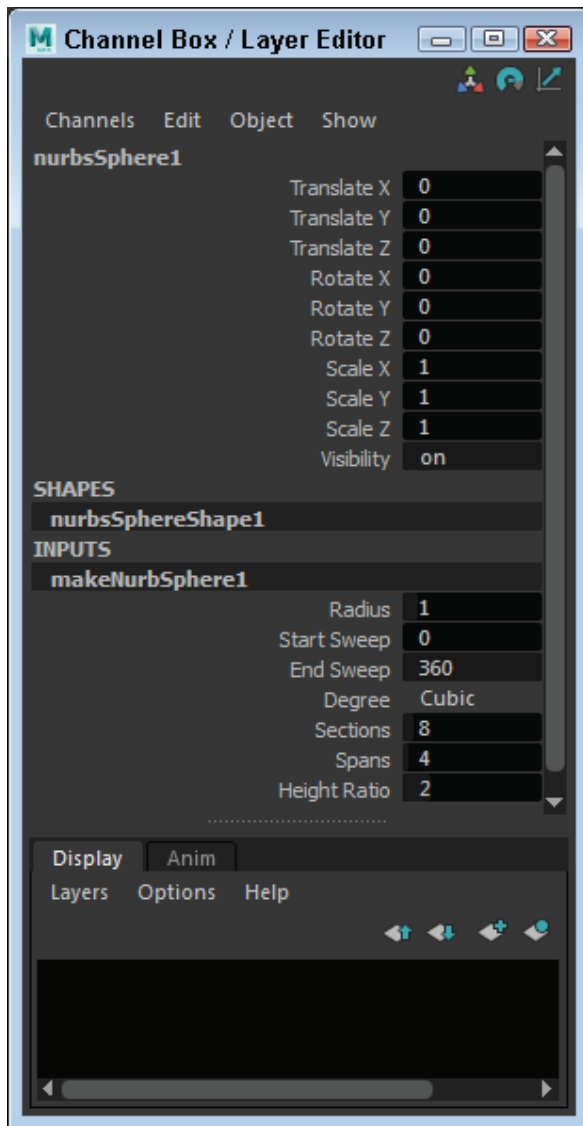 Channel Box / Layer Editor
Channels Edit Object Show
nurbsSphere1
Translate X 0
Translate Y 0
Translate Z 0
Rotate X 0
Rotate Y 0
Rotate Z 0
Scale X 1
Scale Y 1
Scale Z 1
Visibility on
SHAPES
nurbsSphereShape1
INPUTS
makeNurbSphere1
Radius 1
Start Sweep 0
End Sweep 360
Degree Cubic
Sections 8
Spans 4
Height Ratio 2
Display Anim
Layers Options Help